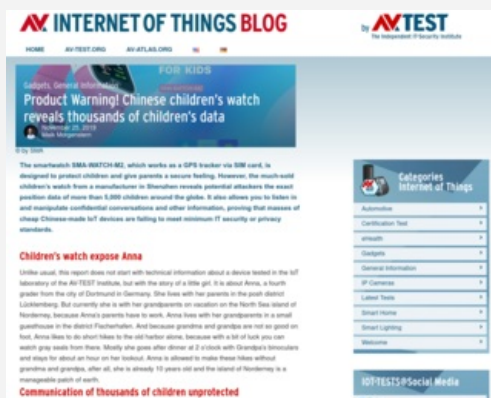 AV INTERNET OF THINGS BLOG
by AV TEST
The Independent IT-Security Institute
HOME AV-TEST.ORG AV-ATLAS.ORG
FOR KIDS
Gadgets, General Information
Product Warning! Chinese children's watch
reveals thousands of children's data
November 25, 2019
Maik Morgenstern
© by SMA
The smartwatch SMA-WATCH-M2, which works as a GPS tracker via SIM card, is
designed to protect children and give parents a secure feeling. However, the much-sold
children's watch from a manufacturer in Shenzhen reveals potential attackers the exact
position data of more than 5,000 children around the globe. It also allows you to listen in
and manipulate confidential conversations and other information, proving that masses of
cheap Chinese-made IoT devices are failing to meet minimum IT security or privacy
standards.
Children's watch expose Anna
Unlike usual, this report does not start with technical information about a device tested in the IoT
laboratory of the AV-TEST Institute, but with the story of a little girl. It is about Anna, a fourth
grader from the city of Dortmund in Germany. She lives with her parents in the posh district
Lücklemberg. But currently she is with her grandparents on vacation on the North Sea island of
Norderney, because Anna's parents have to work. Anna lives with her grandparents in a small
guesthouse in the district Fischerhafen. And because grandma and grandpa are not so good on
foot, Anna likes to do short hikes to the old harbor alone, because with a bit of luck you can
watch gray seals from there. Mostly she goes after dinner at 2 o'clock with Grandpa's binoculars
and stays for about an hour on her lookout. Anna is allowed to make these hikes without
grandma and grandpa, after all, she is already 10 years old and the island of Norderney is a
manageable patch of earth.
Communication of thousands of children unprotected
Categories
Internet of Things
Automotive
Certification Test
eHealth
Gadgets
General Information
IP Cameras
Latest Tests
Smart Home
Smart Lighting
Welcome
IOT-TESTS@Social Media